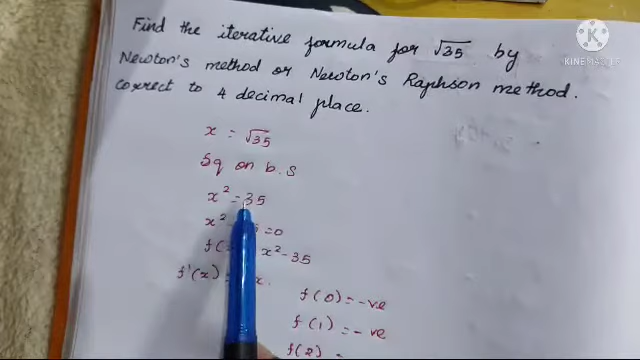 Find the iterative formula for √35 by
Newton's method or Newton's Raphson method.
correct to 4 decimal place.
x = √35
Sq on b.s
x² = 35
x² =0
f( x² - 35
f'(x) = x.
f(0) = -ve
f(1) = -ve
f(2) =
KINEMASTER